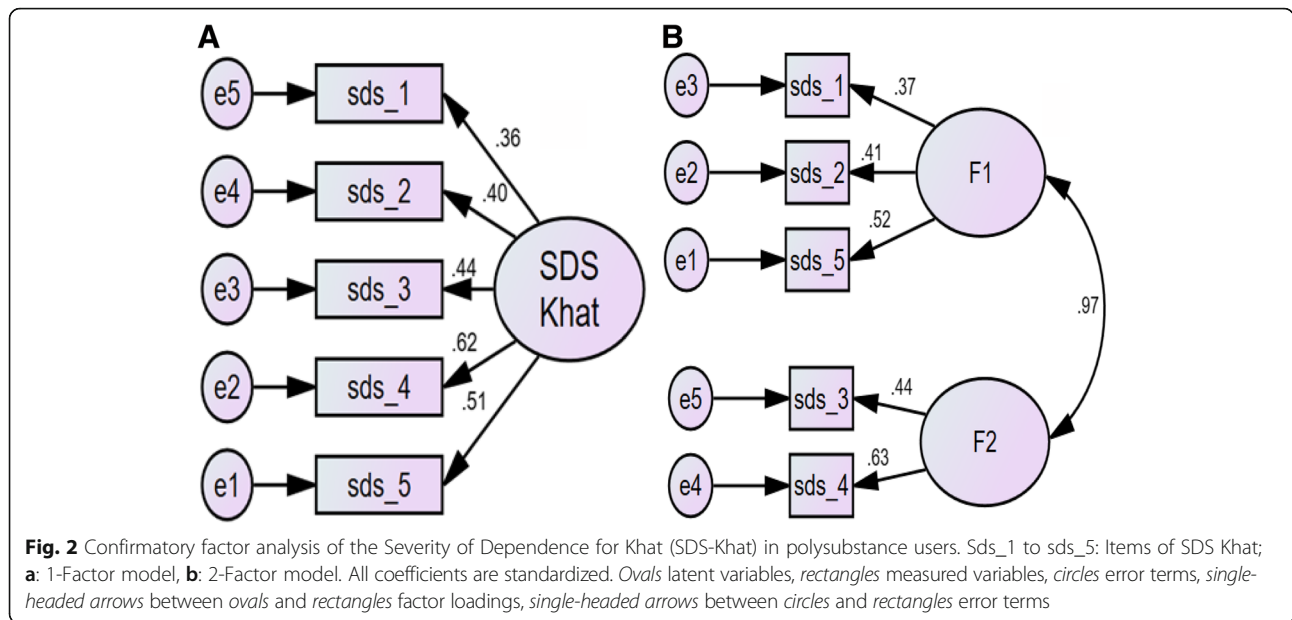 A
e5 sds_1
.36
e4 sds_2
.40
e3 sds_3
.44
SDS
Khat
.62
e2 sds_4
.51
e1 sds_5
B
e3 sds_1
.37
e2 sds_2
.41
F1
.52
e1 sds_5
.97
e5 sds_3
.44
F2
.63
e4 sds_4
Fig. 2 Confirmatory factor analysis of the Severity of Dependence for Khat (SDS-Khat) in polysubstance users. Sds_1 to sds_5: Items of SDS Khat;
a: 1-Factor model, b: 2-Factor model. All coefficients are standardized. Ovals latent variables, rectangles measured variables, circles error terms, single-
headed arrows between ovals and rectangles factor loadings, single-headed arrows between circles and rectangles error terms